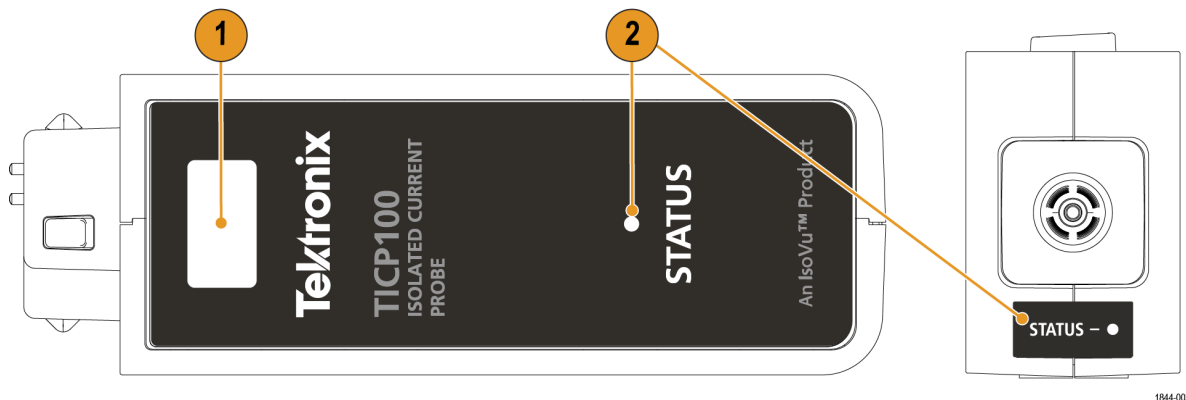 1
2
Tektronix
TICP100
ISOLATED CURRENT
PROBE
STATUS
An IsoVu™ Product
STATUS –
1844-00